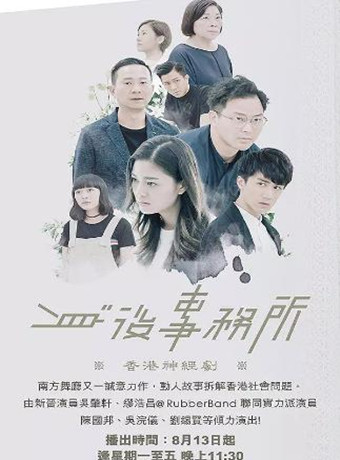 身後事務所
※ 香港神經劇 ※
南方舞廳又一誠意力作,動人故事拆解香港社會問題。
由新晉演員吳肇軒、繆浩昌@RubberBand 聯同實力派演員
陳國邦、吳浣儀、劉錫賢等傾力演出!
播出時間:8月13日起
逢星期一至五 晚上11:30